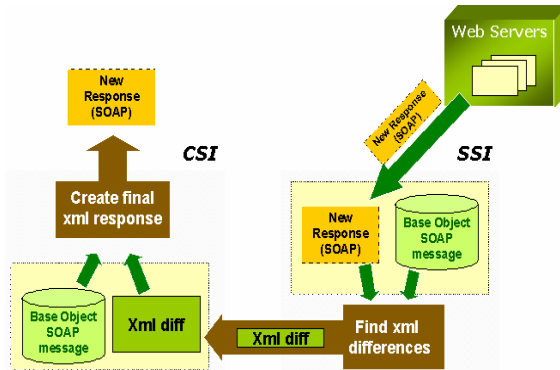 Web Servers
New
Response
(SOAP)
New Response
(SOAP)
CSI
SSI
Create final
xml response
New
Response
(SOAP)
Base Object
SOAP
message
Base Object
SOAP
message
Xml diff
Xml diff
Find xml
differences